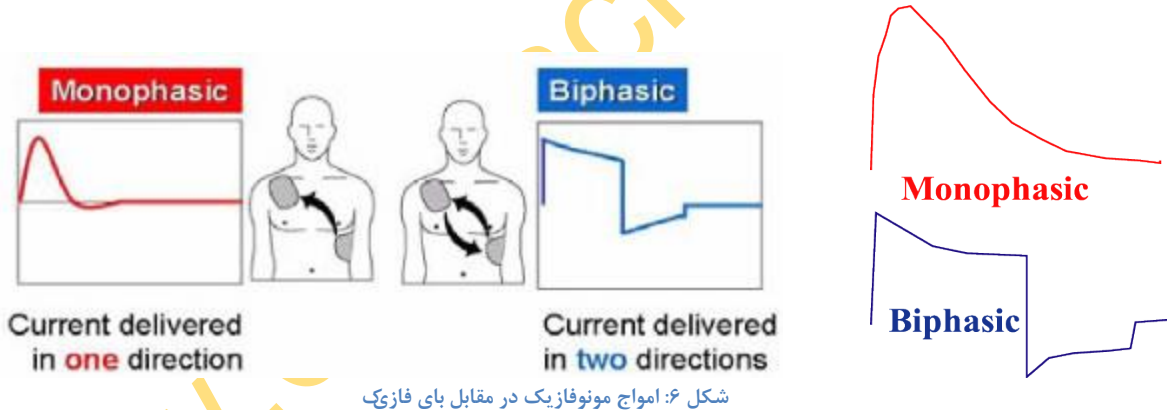 Monophasic
Current delivered
in one direction
Biphasic
Current delivered
in two directions
Monophasic
Biphasic
شکل ۶: امواج مونوفازیک در مقابل بای فازیک